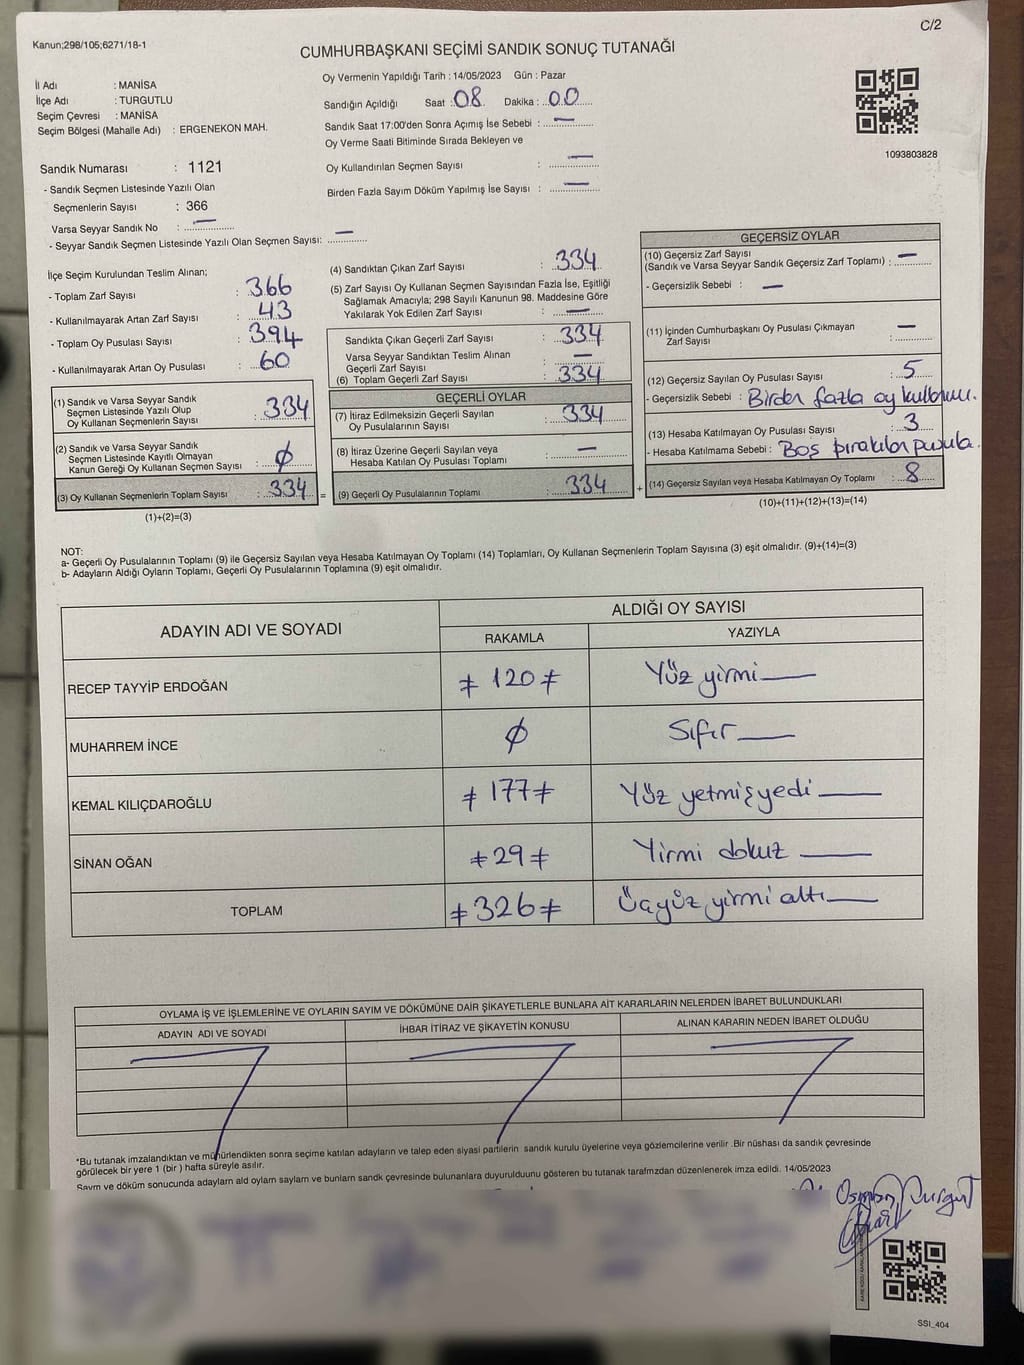 C/2
Kanun;298/105;6271/18-1
CUMHURBAŞKANI SEÇİMİ SANDIK SONUÇ TUTANAĞI
İl Adı : MANİSA
İlçe Adı : TURGUTLU
Seçim Çevresi : MANİSA
Seçim Bölgesi (Mahalle Adı) : ERGENEKON MAH.
Sandık Numarası : 1121
- Sandık Seçmen Listesinde Yazılı Olan
Seçmenlerin Sayısı : 366
Varsa Seyyar Sandık No : —
- Seyyar Sandık Seçmen Listesinde Yazılı Olan Seçmen Sayısı: —
Oy Vermenin Yapıldığı Tarih : 14/05/2023 Gün : Pazar
Sandığın Açıldığı Saat : 08 Dakika : 00
Sandık Saat 17:00'den Sonra Açımış İse Sebebi : —
Oy Verme Saati Bitiminde Sırada Bekleyen ve
Oy Kullandırılan Seçmen Sayısı : —
Birden Fazla Sayım Döküm Yapılmış İse Sayısı : —
1093803828
İlçe Seçim Kurulundan Teslim Alınan;
- Toplam Zarf Sayısı : 366
- Kullanılmayarak Artan Zarf Sayısı : 43
- Toplam Oy Pusulası Sayısı : 394
- Kullanılmayarak Artan Oy Pusulası : 60
(1) Sandık ve Varsa Seyyar Sandık
Seçmen Listesinde Yazılı Olup
Oy Kullanan Seçmenlerin Sayısı : 334
(2) Sandık ve Varsa Seyyar Sandık
Seçmen Listesinde Kayıtlı Olmayan
Kanun Gereği Oy Kullanan Seçmen Sayısı : ϕ
(3) Oy Kullanan Seçmenlerin Toplam Sayısı : 334 =
(1)+(2)=(3)
(4) Sandıktan Çıkan Zarf Sayısı : 334
(5) Zarf Sayısı Oy Kullanan Seçmen Sayısından Fazla İse, Eşitliği
Sağlamak Amacıyla; 298 Sayılı Kanunun 98. Maddesine Göre
Yakılarak Yok Edilen Zarf Sayısı : —
Sandıkta Çıkan Geçerli Zarf Sayısı : 334
Varsa Seyyar Sandıktan Teslim Alınan
Geçerli Zarf Sayısı : —
(6) Toplam Geçerli Zarf Sayısı : 334
GEÇERLİ OYLAR
(7) İtiraz Edilmeksizin Geçerli Sayılan
Oy Pusulalarının Sayısı : 334
(8) İtiraz Üzerine Geçerli Sayılan veya
Hesaba Katılan Oy Pusulası Toplamı : —
(9) Geçerli Oy Pusulalarının Toplamı : 334 +
GEÇERSİZ OYLAR
(10) Geçersiz Zarf Sayısı
(Sandık ve Varsa Seyyar Sandık Geçersiz Zarf Toplamı) : —
- Geçersizlik Sebebi : —
(11) İçinden Cumhurbaşkanı Oy Pusulası Çıkmayan
Zarf Sayısı : —
(12) Geçersiz Sayılan Oy Pusulası Sayısı : 5
- Geçersizlik Sebebi : Birden fazla oy kullanımı.
(13) Hesaba Katılmayan Oy Pusulası Sayısı : 3
- Hesaba Katılmama Sebebi : Boş bırakılan pusula.
(14) Geçersiz Sayılan veya Hesaba Katılmayan Oy Toplamı : 8
(10)+(11)+(12)+(13)=(14)
NOT:
a- Geçerli Oy Pusulalarının Toplamı (9) ile Geçersiz Sayılan veya Hesaba Katılmayan Oy Toplamı (14) Toplamları, Oy Kullanan Seçmenlerin Toplam Sayısına (3) eşit olmalıdır. (9)+(14)=(3)
b- Adayların Aldığı Oyların Toplamı, Geçerli Oy Pusulalarının Toplamına (9) eşit olmalıdır.
ADAYIN ADI VE SOYADI ALDIĞI OY SAYISI
RAKAMLA YAZIYLA
RECEP TAYYİP ERDOĞAN ≠ 120 ≠ Yüz yirmi —
MUHARREM İNCE ϕ Sıfır —
KEMAL KILIÇDAROĞLU ≠ 177 ≠ Yüz yetmişyedi —
SİNAN OĞAN ≠ 29 ≠ Yirmi dokuz —
TOPLAM ≠ 326 ≠ Üçyüz yirmi altı —
OYLAMA İŞ VE İŞLEMLERİNE VE OYLARIN SAYIM VE DÖKÜMÜNE DAİR ŞİKAYETLERLE BUNLARA AİT KARARLARIN NELERDEN İBARET BULUNDUKLARI
ADAYIN ADI VE SOYADI İHBAR İTİRAZ VE ŞİKAYETİN KONUSU ALINAN KARARIN NEDEN İBARET OLDUĞU
*Bu tutanak imzalandıktan ve mühürlendikten sonra seçime katılan adayların ve talep eden siyasi partilerin sandık kurulu üyelerine veya gözlemcilerine verilir .Bir nüshası da sandık çevresinde
görülecek bir yere 1 (bir ) hafta süreyle asılır.
Sayım ve döküm sonucunda adayların ald oyların sayların ve bunların sandık çevresinde bulunanlara duyurulduunu gösteren bu tutanak tarafmzdan düzenlenerek imza edildi. 14/05/2023
Osman Durgut
SSI_404